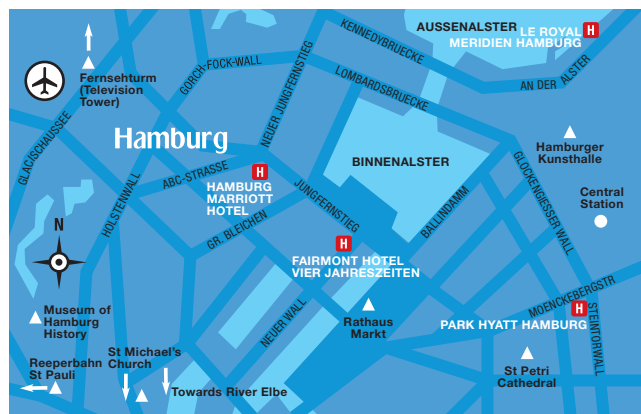 KENNEDYBRUECKE
AUSSENALSTER
LE ROYAL
MERIDIEN HAMBURG
H
AN DER ALSTER
Fernsehturm
(Television
Tower)
GORCH-FOCK-WALL
NEUER JUNGFERNSTIEG
LOMBARDSBRUECKE
GLACISCHAUSSEE
Hamburg
Hamburger
Kunsthalle
BINNENALSTER
ABC-STRASSE
H
HAMBURG
MARRIOTT
HOTEL
JUNGFERNSTIEG
GLOCKENGIESSER WALL
Central
Station
HOLSTENWALL
GR. BLEICHEN
BALLINDAMM
N
H
FAIRMONT HOTEL
VIER JAHRESZEITEN
MOENCKEBERGSTR
STEINTORWALL
H
PARK HYATT HAMBURG
Museum of
Hamburg
History
NEUER WALL
Rathaus
Markt
Reeperbahn
St Pauli
St Michael's
Church
Towards River Elbe
St Petri
Cathedral